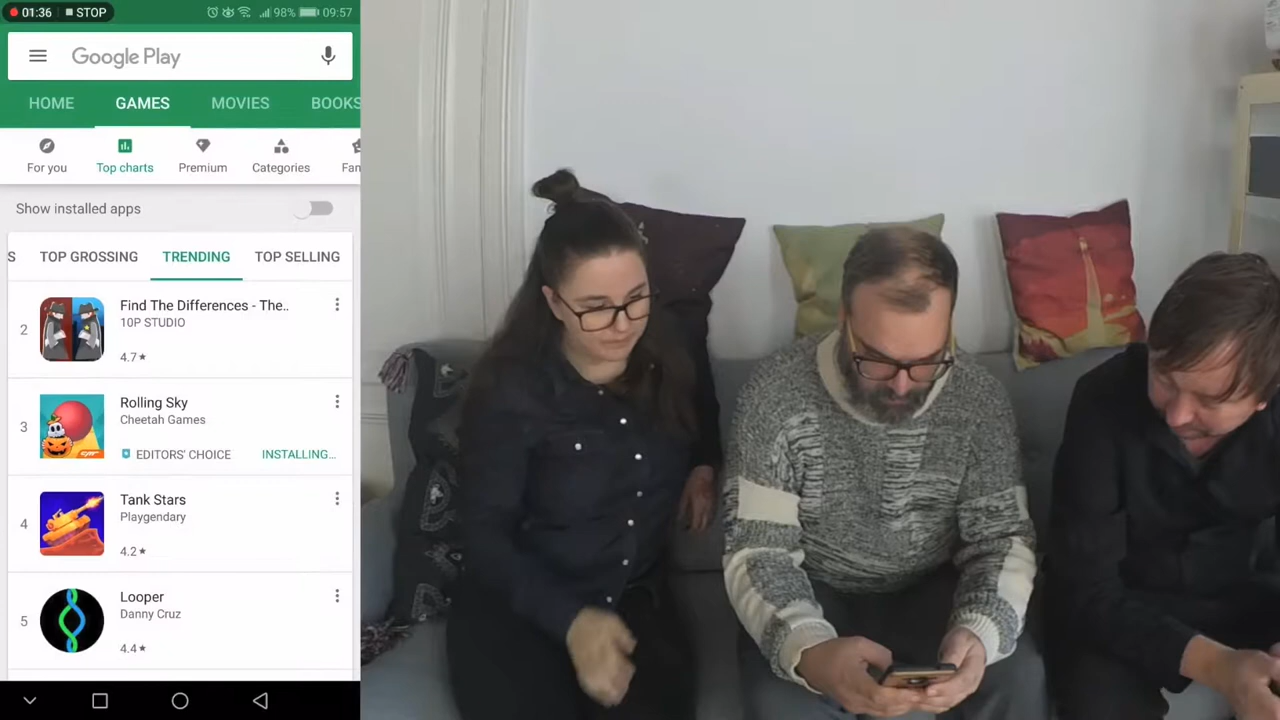 01:36 STOP 98% 09:57
Google Play
HOME GAMES MOVIES BOOKS
For you Top charts Premium Categories Fan
Show installed apps
S TOP GROSSING TRENDING TOP SELLING
2 Find The Differences - The..
10P STUDIO
4.7★
3 Rolling Sky
Cheetah Games
EDITORS' CHOICE INSTALLING...
4 Tank Stars
Playgendary
4.2★
5 Looper
Danny Cruz
4.4★